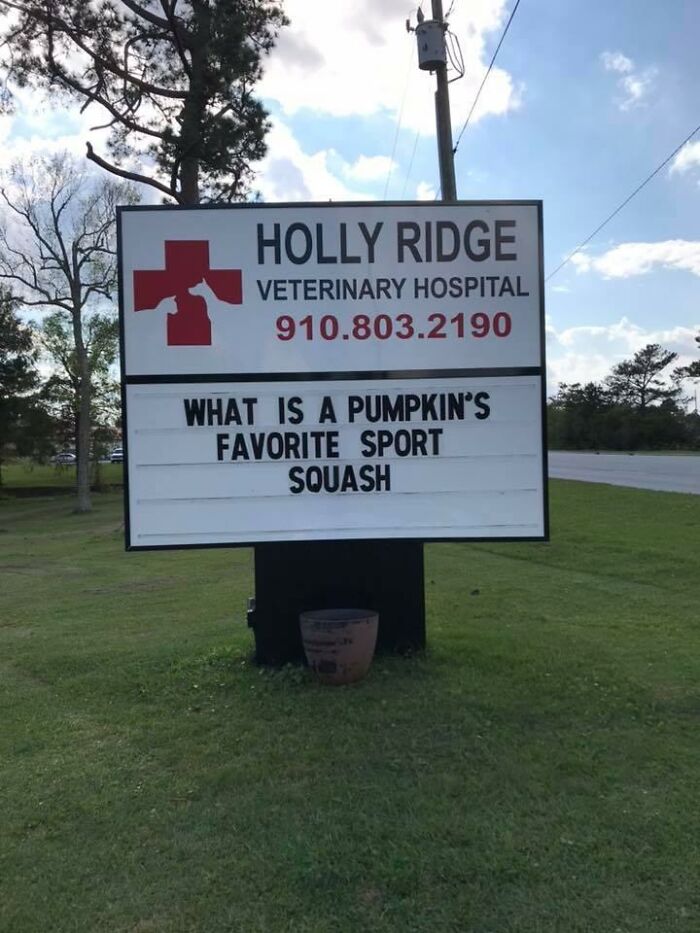 HOLLY RIDGE
VETERINARY HOSPITAL
910.803.2190
WHAT IS A PUMPKIN'S
FAVORITE SPORT
SQUASH